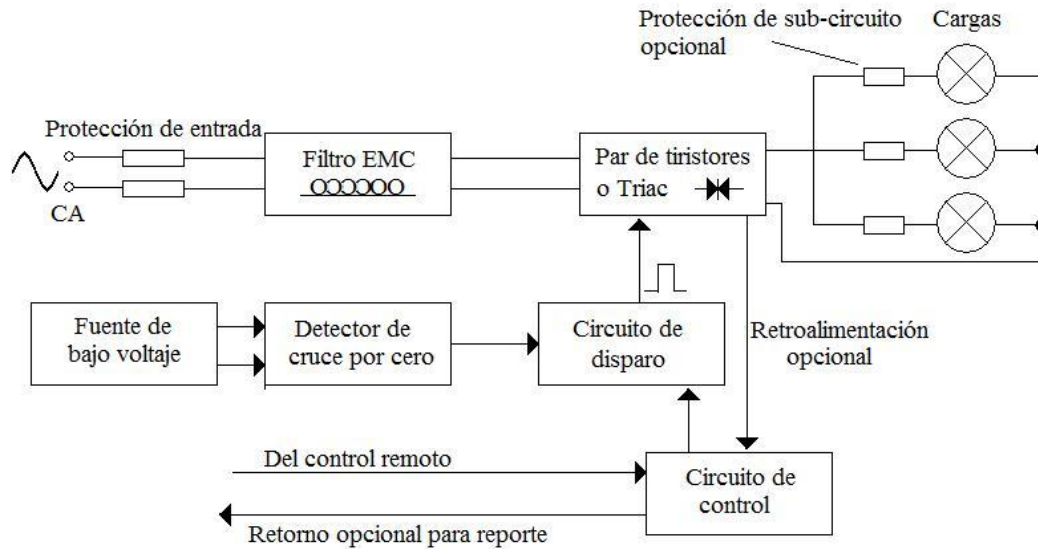 Protección de sub-circuito
opcional
Cargas
Protección de entrada
CA
Filtro EMC
Par de tiristores
o Triac
Fuente de
bajo voltaje
Detector de
cruce por cero
Circuito de
disparo
Retroalimentación
opcional
Del control remoto
Circuito de
control
Retorno opcional para reporte